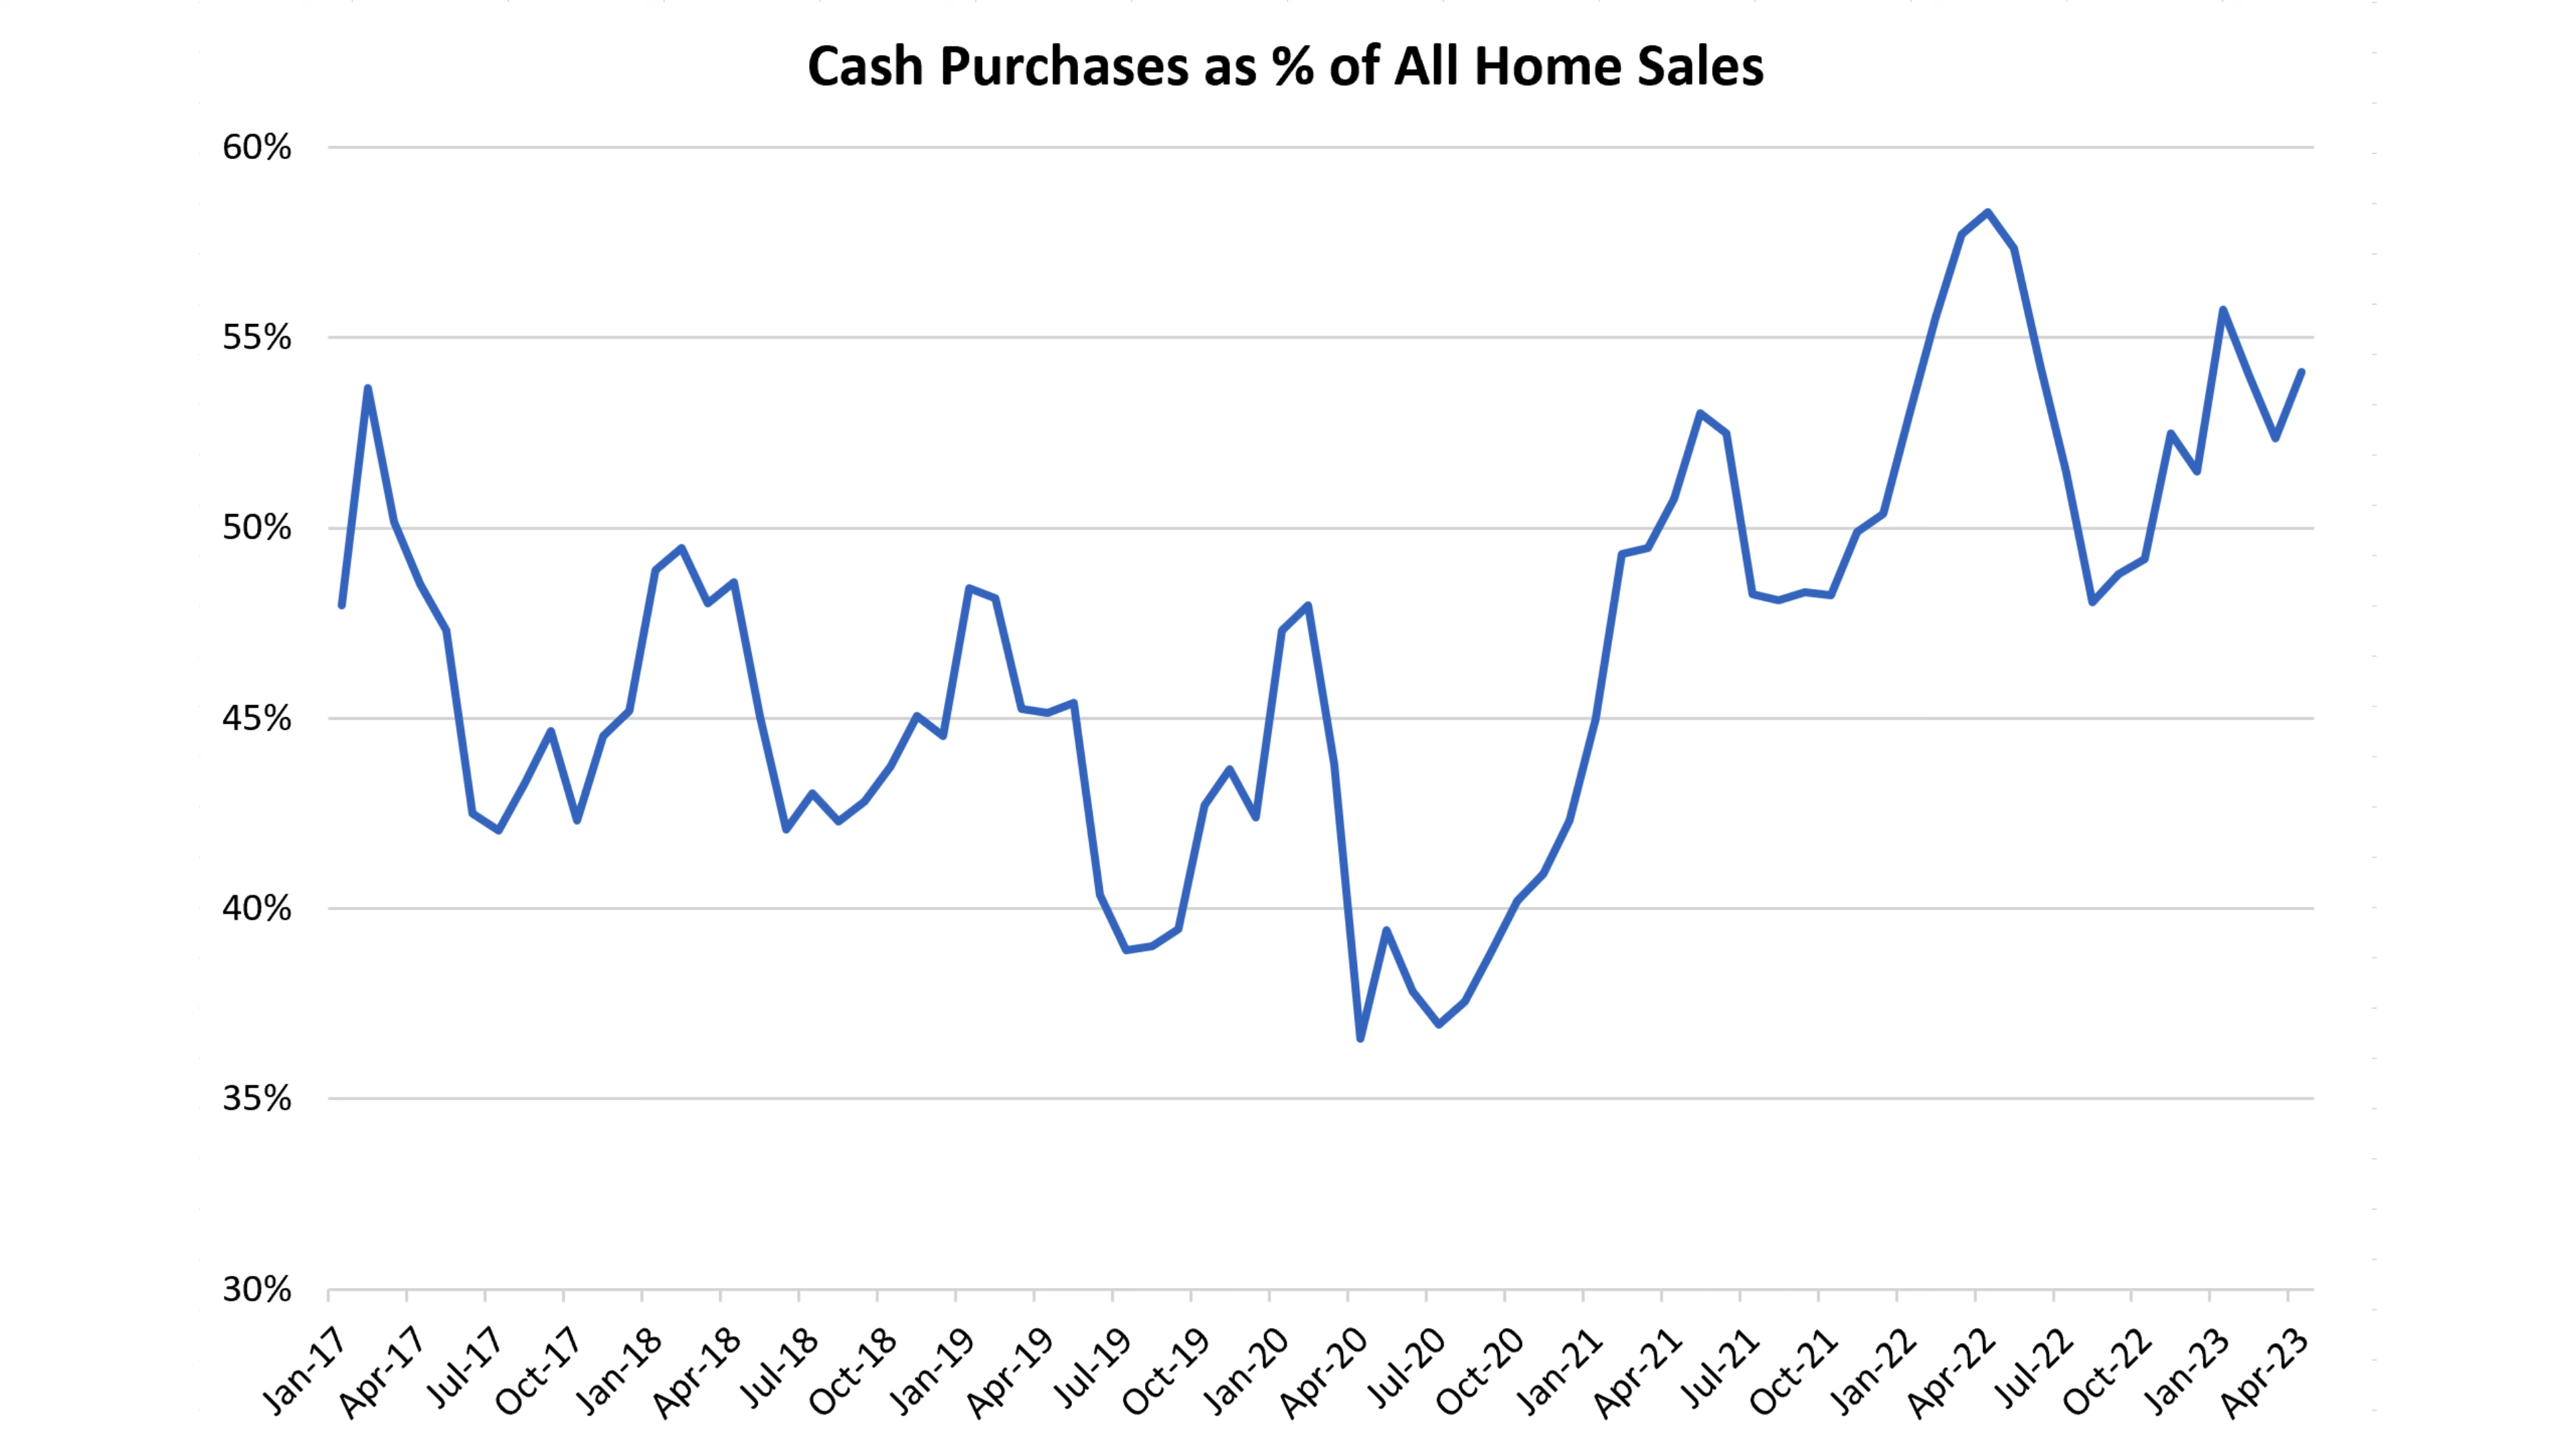 Cash Purchases as % of All Home Sales
60%
55%
50%
45%
40%
35%
30%
Jan-17
Apr-17
Jul-17
Oct-17
Jan-18
Apr-18
Jul-18
Oct-18
Jan-19
Apr-19
Jul-19
Oct-19
Jan-20
Apr-20
Jul-20
Oct-20
Jan-21
Apr-21
Jul-21
Oct-21
Jan-22
Apr-22
Jul-22
Oct-22
Jan-23
Apr-23